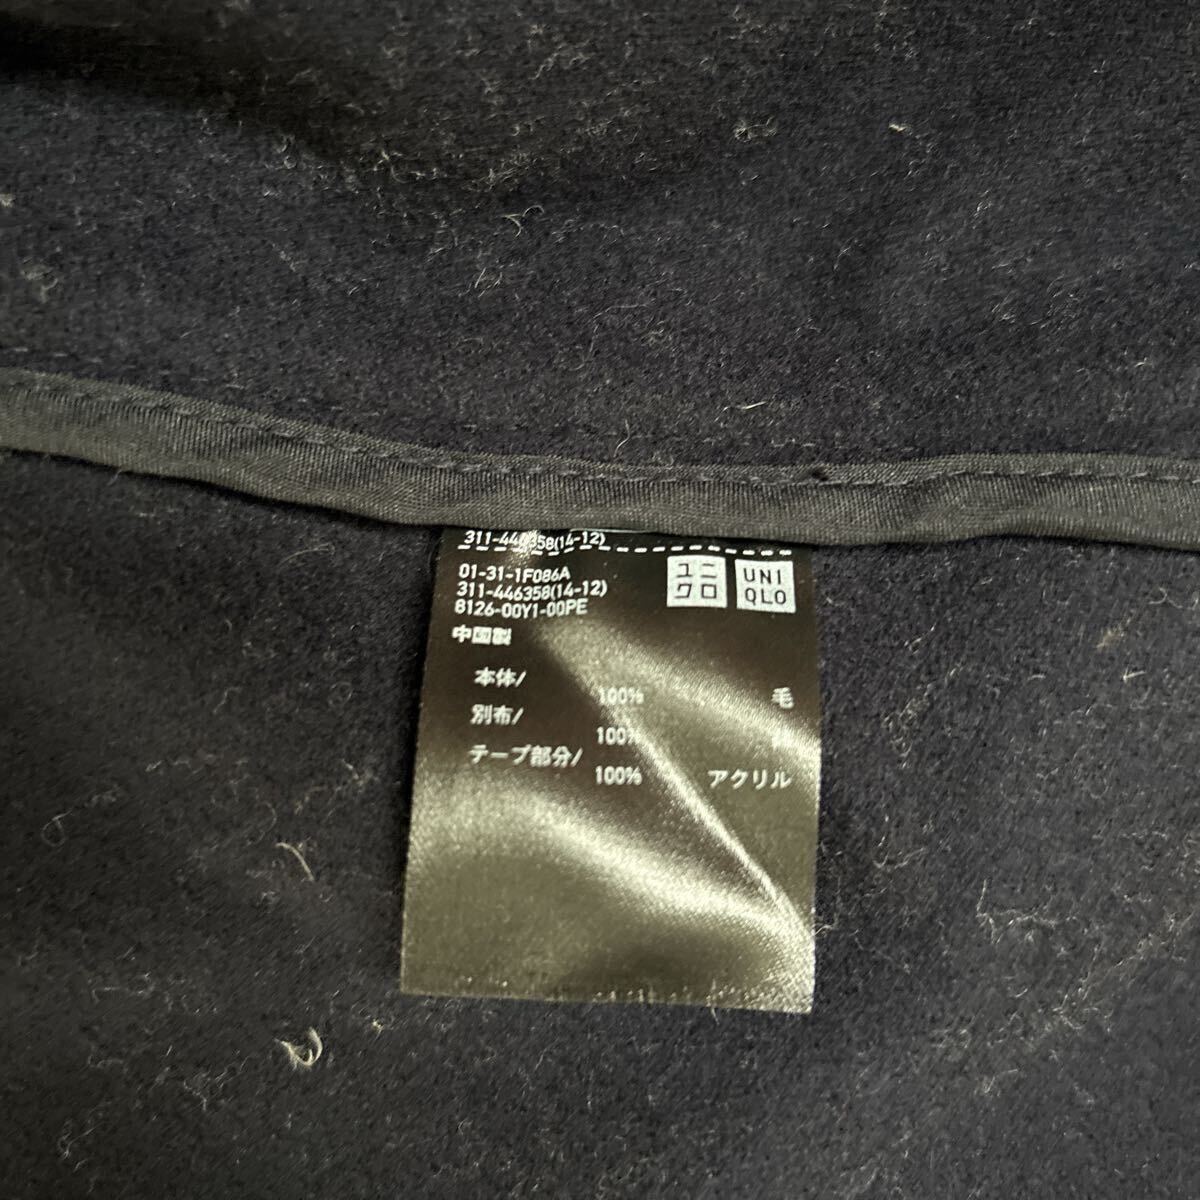 311-446358(14-12)
01-31-1F086A
311-446358(14-12)
8126-00Y1-00PE
ユニ
クロ
UNI
QLO
中国製
本体/
100% 毛
別布/
100%
テープ部分/
100% アクリル